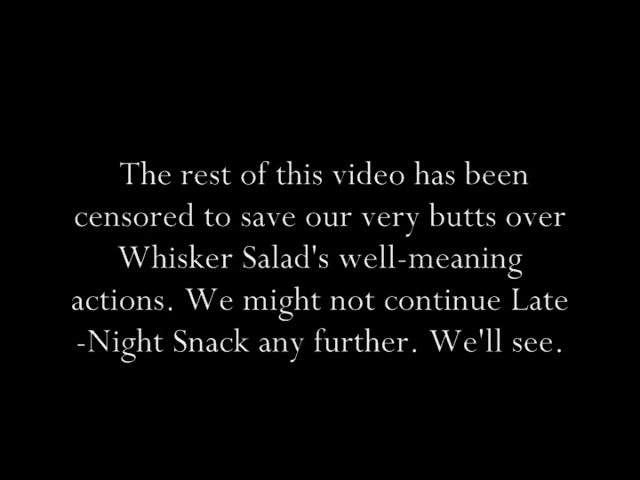 The rest of this video has been
censored to save our very butts over
Whisker Salad's well-meaning
actions. We might not continue Late
-Night Snack any further. We'll see.